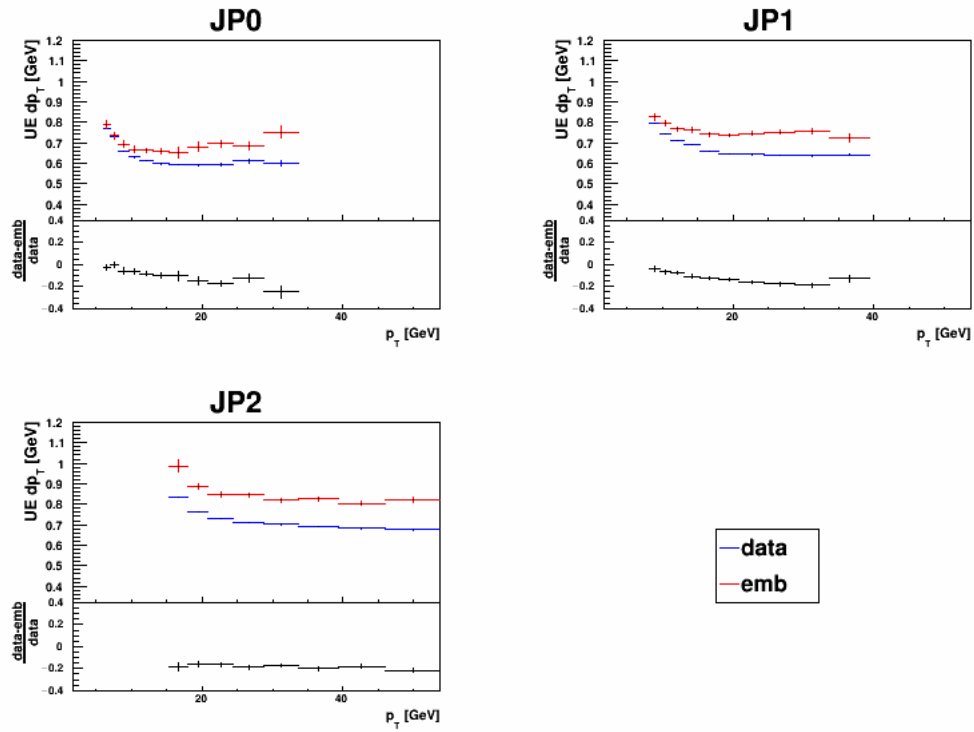 JP0
UE dp_T [GeV]
1.2
1.1
1
0.9
0.8
0.7
0.6
0.5
0.4
data-emb
data
0.4
0.2
0
−0.2
−0.4
20
40
p_T [GeV]
JP1
UE dp_T [GeV]
1.2
1.1
1
0.9
0.8
0.7
0.6
0.5
0.4
data-emb
data
0.4
0.2
0
−0.2
−0.4
20
40
p_T [GeV]
JP2
UE dp_T [GeV]
1.2
1.1
1
0.9
0.8
0.7
0.6
0.5
0.4
data-emb
data
0.4
0.2
0
−0.2
−0.4
20
40
p_T [GeV]
data
emb